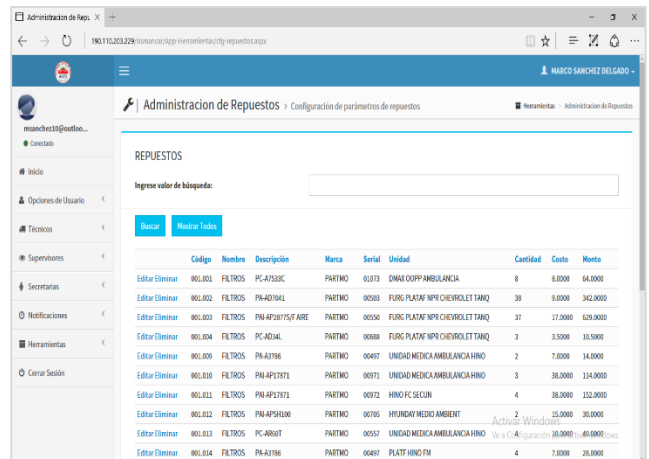 Administracion de Repu
190.110.203.229/sismancar/App-Herramientas/cfg-repuestos.aspx
MARCO SANCHEZ DELGADO
msanchez10@outloo...
Conectado
Inicio
Opciones de Usuario
Técnicos
Supervisores
Secretarias
Notificaciones
Herramientas
Cerrar Sesión
| Administracion de Repuestos > Configuración de parámetros de repuestos
Herramientas - Administracion de Repuestos
REPUESTOS
Ingrese valor de búsqueda:
Buscar Mostrar Todos
Código Nombre Descripción Marca Serial Unidad Cantidad Costo Monto
Editar Eliminar 001.001 FILTROS PC-A7533C PARTMO 01073 DMAX OOPP AMBULANCIA 8 8.0000 64.0000
Editar Eliminar 001.002 FILTROS PA-AD7041 PARTMO 00503 FURG PLATAF NPR CHEVROLET TANQ 38 9.0000 342.0000
Editar Eliminar 001.003 FILTROS PAI-AP28775/F AIRE PARTMO 00550 FURG PLATAF NPR CHEVROLET TANQ 37 17.0000 629.0000
Editar Eliminar 001.004 FILTROS PC-AD34L PARTMO 00688 FURG PLATAF NPR CHEVROLET TANQ 3 3.5000 10.5000
Editar Eliminar 001.009 FILTROS PA-A3786 PARTMO 00497 UNIDAD MEDICA AMBULANCIA HINO 2 7.0000 14.0000
Editar Eliminar 001.010 FILTROS PAI-AP17871 PARTMO 00971 UNIDAD MEDICA AMBULANCIA HINO 3 38.0000 114.0000
Editar Eliminar 001.011 FILTROS PAI-AP17871 PARTMO 00972 HINO FC SECUN 4 38.0000 152.0000
Editar Eliminar 001.012 FILTROS PAI-APSH100 PARTMO 00705 HYUNDAY MEDIO AMBIENT 2 15.0000 30.0000
Editar Eliminar 001.013 FILTROS PC-AR60T PARTMO 00557 UNIDAD MEDICA AMBULANCIA HINO 4 10.0000 40.0000
Editar Eliminar 001.014 FILTROS PA-A3786 PARTMO 00497 PLATF HINO FM 4 7.0000 28.0000
Activar Windows
Ve a Configuración para activar Windows.